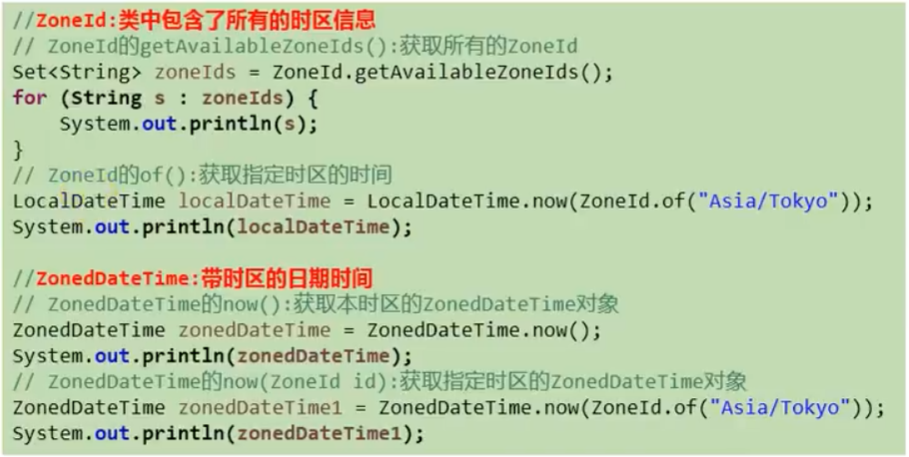 //ZoneId:类中包含了所有的时区信息
// ZoneId的getAvailableZoneIds():获取所有的ZoneId
Set<String> zoneIds = ZoneId.getAvailableZoneIds();
for (String s : zoneIds) {
    System.out.println(s);
}
// ZoneId的of():获取指定时区的时间
LocalDateTime localDateTime = LocalDateTime.now(ZoneId.of("Asia/Tokyo"));
System.out.println(localDateTime);

//ZonedDateTime:带时区的日期时间
// ZonedDateTime的now():获取本时区的ZonedDateTime对象
ZonedDateTime zonedDateTime = ZonedDateTime.now();
System.out.println(zonedDateTime);
// ZonedDateTime的now(ZoneId id):获取指定时区的ZonedDateTime对象
ZonedDateTime zonedDateTime1 = ZonedDateTime.now(ZoneId.of("Asia/Tokyo"));
System.out.println(zonedDateTime1);